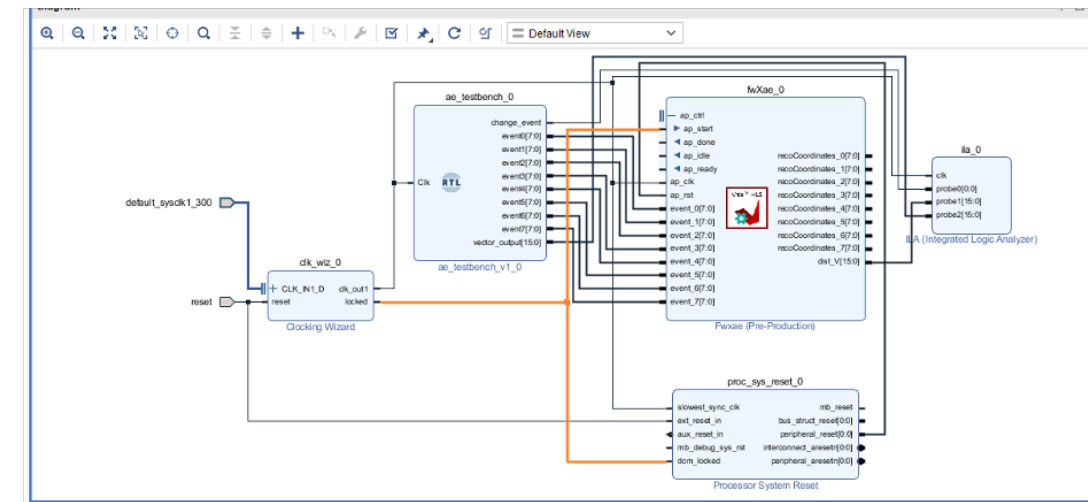 Diagram
Default View
ae_testbench_0
change_event
event0[7:0]
event1[7:0]
event2[7:0]
event3[7:0]
event4[7:0]
event5[7:0]
event6[7:0]
event7[7:0]
vector_output[15:0]
Clk
RTL
ae_testbench_v1_0
default_sysclk1_300
reset
clk_wiz_0
CLK_IN1_D
reset
clk_out1
locked
Clocking Wizard
fwXae_0
ap_ctrl
ap_start
ap_done
ap_idle
ap_ready
ap_clk
ap_rst
event_0[7:0]
event_1[7:0]
event_2[7:0]
event_3[7:0]
event_4[7:0]
event_5[7:0]
event_6[7:0]
event_7[7:0]
recoCoordinates_0[7:0]
recoCoordinates_1[7:0]
recoCoordinates_2[7:0]
recoCoordinates_3[7:0]
recoCoordinates_4[7:0]
recoCoordinates_5[7:0]
recoCoordinates_6[7:0]
recoCoordinates_7[7:0]
dist_V[15:0]
Fwxae (Pre-Production)
ila_0
clk
probe0[0:0]
probe1[15:0]
probe2[15:0]
ILA (Integrated Logic Analyzer)
proc_sys_reset_0
slowest_sync_clk
ext_reset_in
aux_reset_in
mb_debug_sys_rst
dcm_locked
mb_reset
bus_struct_reset[0:0]
peripheral_reset[0:0]
interconnect_aresetn[0:0]
peripheral_aresetn[0:0]
Processor System Reset